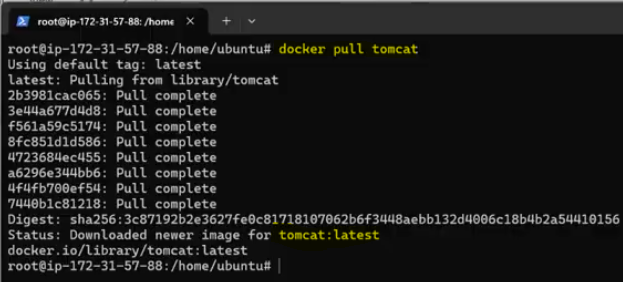 root@ip-172-31-57-88: /home
root@ip-172-31-57-88:/home/ubuntu# docker pull tomcat
Using default tag: latest
latest: Pulling from library/tomcat
2b3981cac065: Pull complete
3e44a677d4d8: Pull complete
f561a59c5174: Pull complete
8fc851d1d586: Pull complete
4723684ec455: Pull complete
a6296e344bb6: Pull complete
4f4fb700ef54: Pull complete
7440b1c81218: Pull complete
Digest: sha256:3c87192b2e3627fe0c81718107062b6f3448aebb132d4006c18b4b2a54410156
Status: Downloaded newer image for tomcat:latest
docker.io/library/tomcat:latest
root@ip-172-31-57-88:/home/ubuntu#